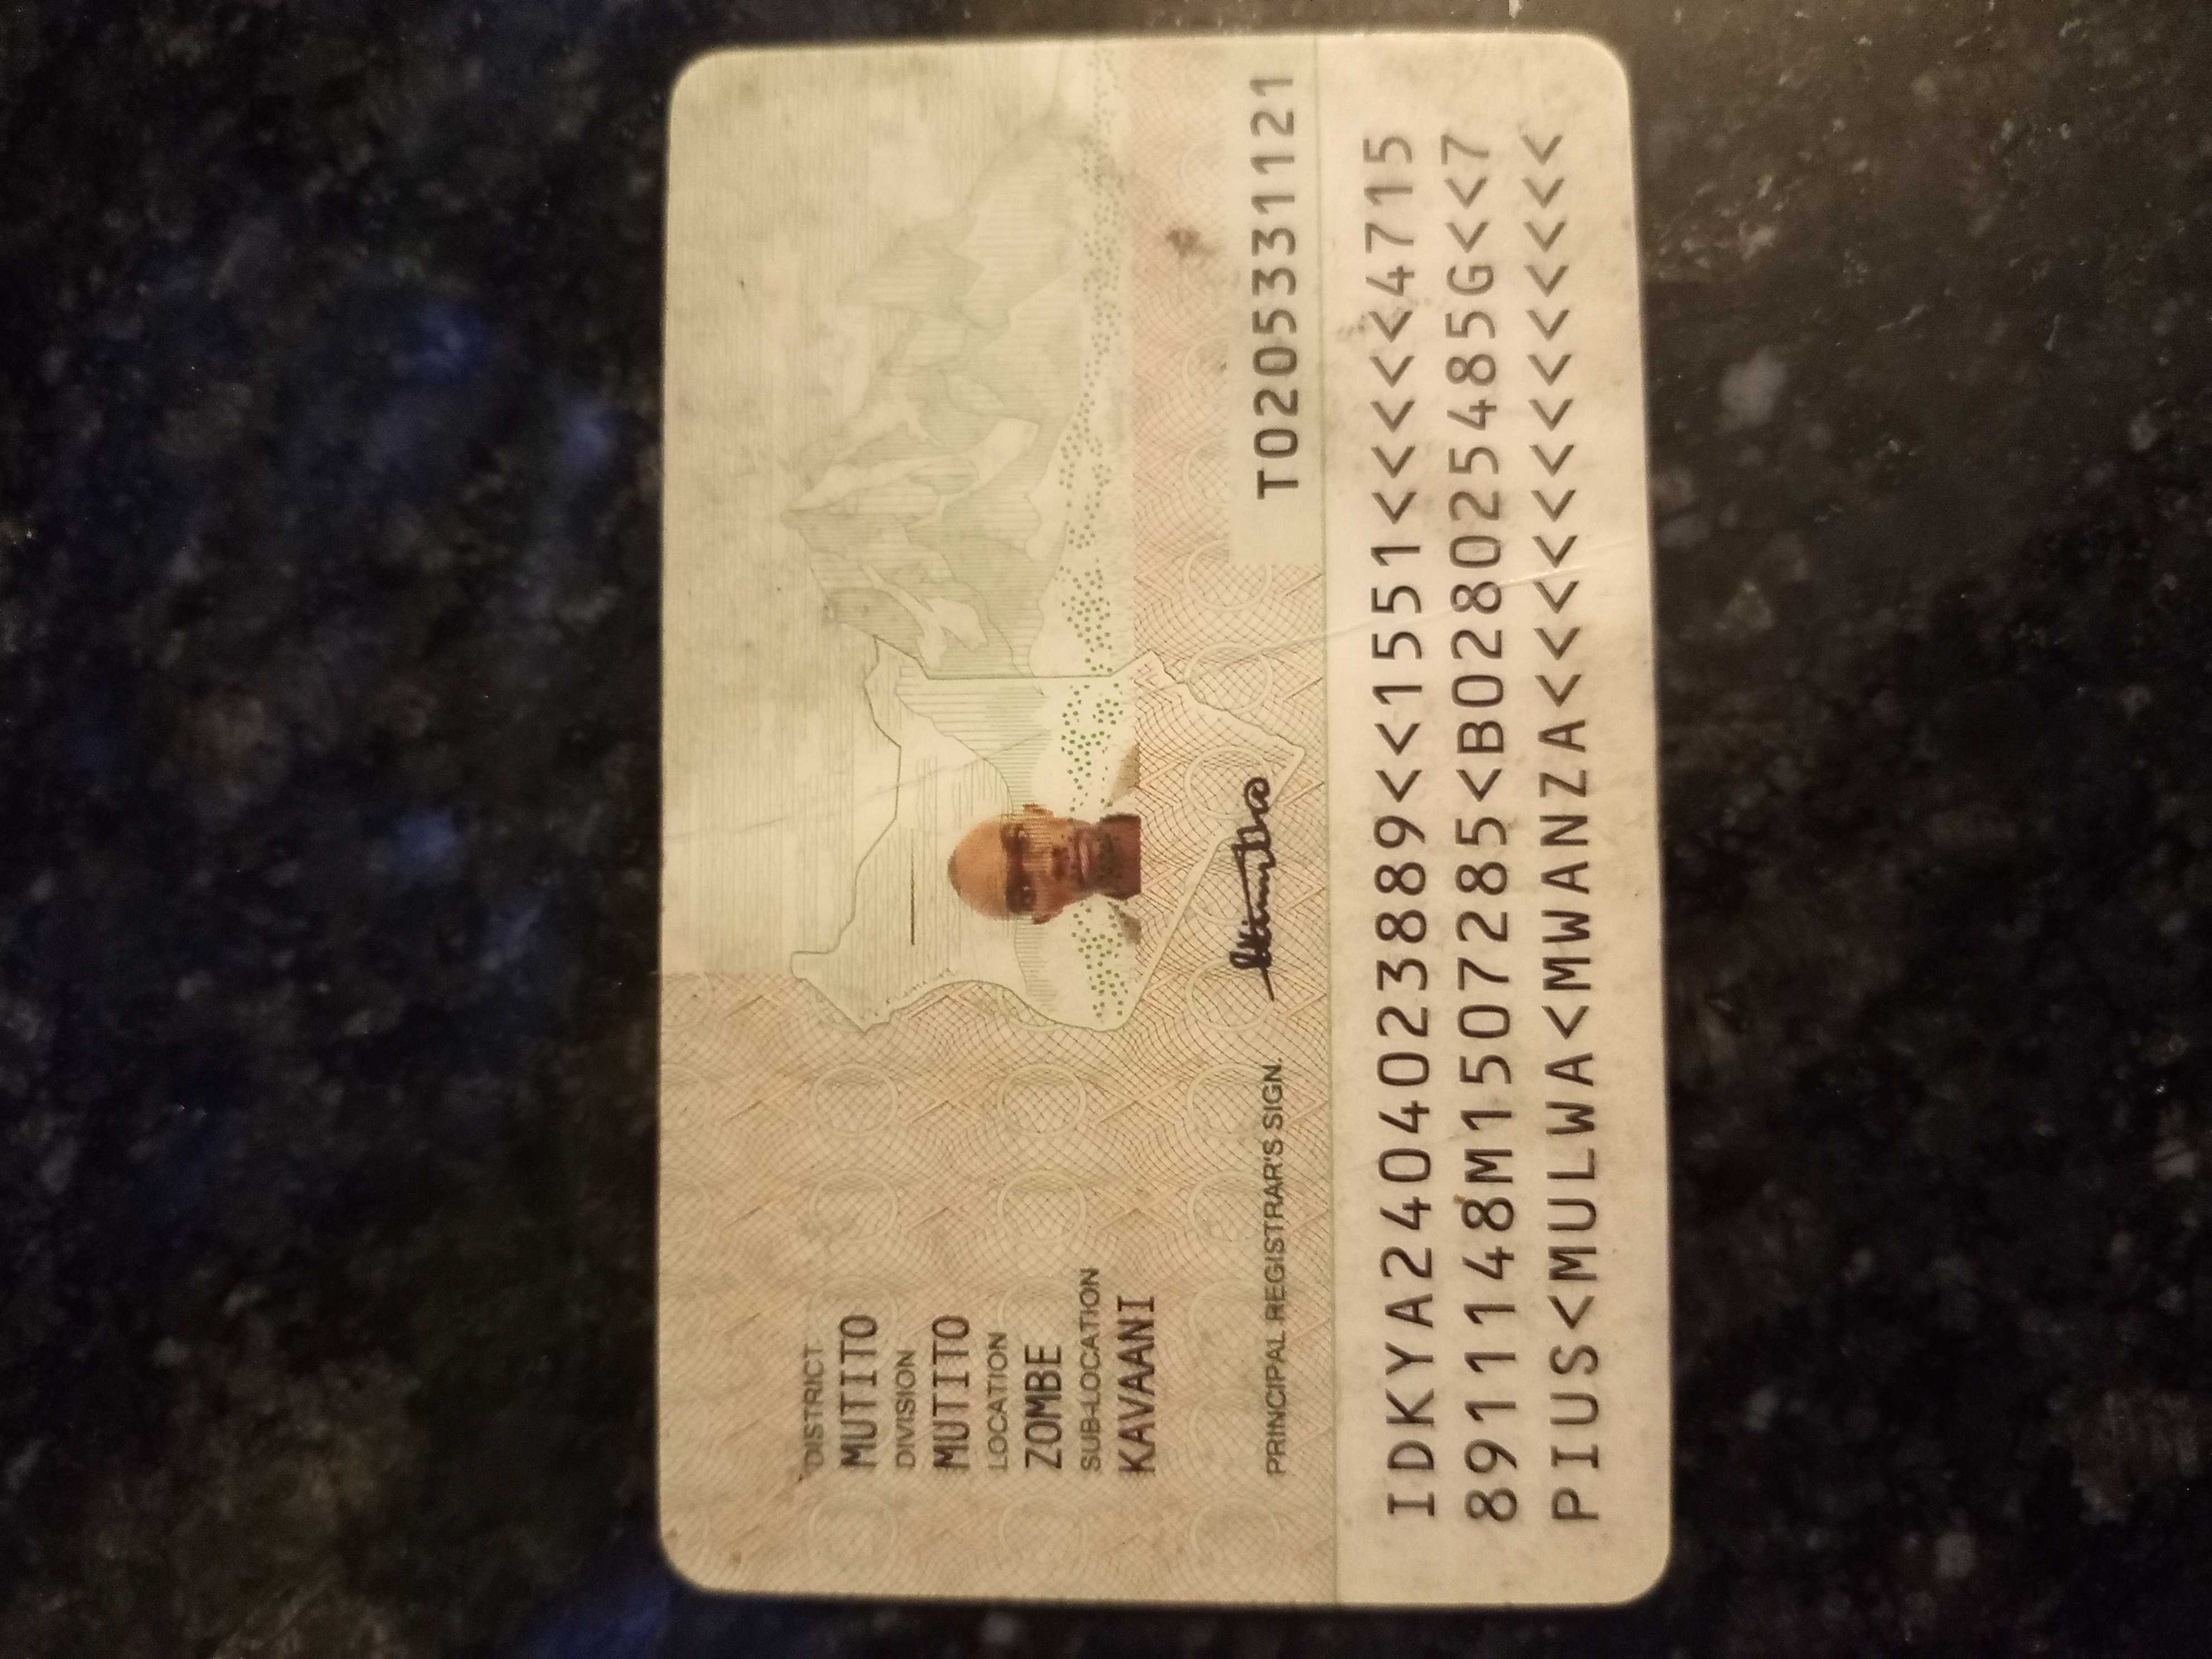 DISTRICT
MUTITO
DIVISION
MUTITO
LOCATION
ZOMBE
SUB-LOCATION
KAVAANI
PRINCIPAL REGISTRAR'S SIGN.
T0205331121
IDKYA2404023889<<1551<<<<<4715
8911148M1507285<B028025485G<<7
PIUS<MULWA<MWANZA<<<<<<<<<<<<<